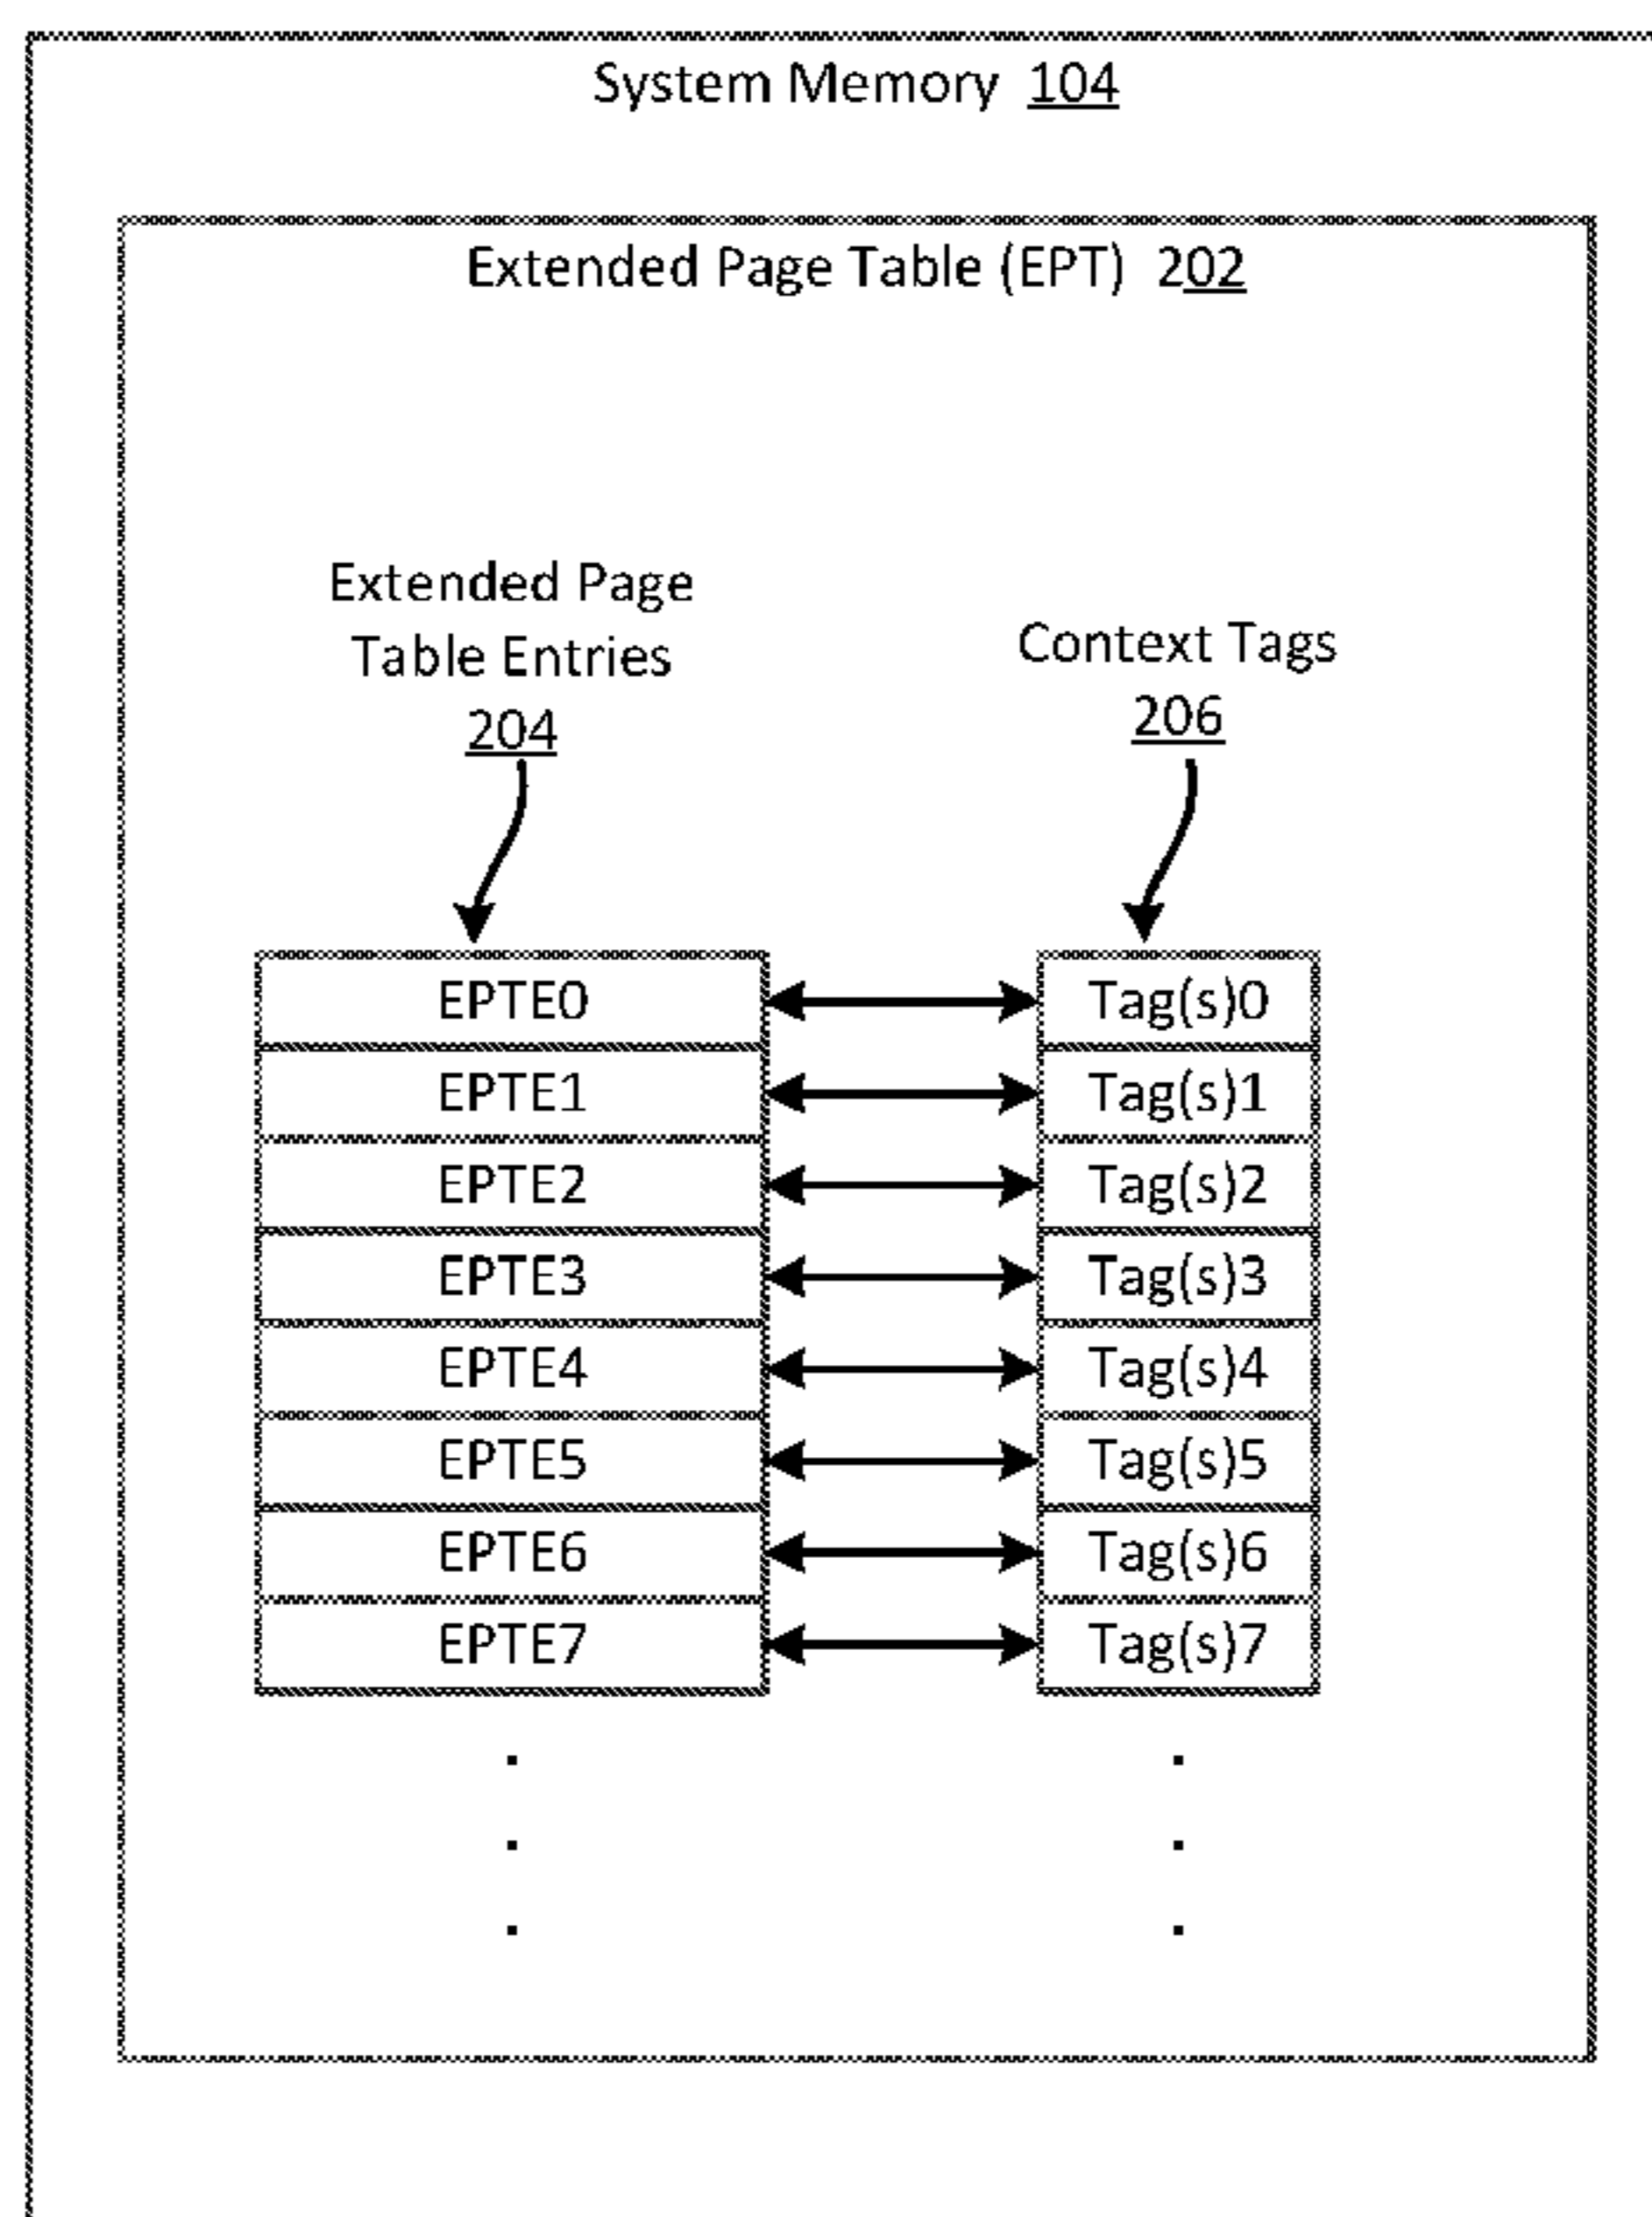 System Memory 104
Extended Page Table (EPT) 202
Extended Page
Table Entries
204
Context Tags
206
EPTE0 Tag(s)0
EPTE1 Tag(s)1
EPTE2 Tag(s)2
EPTE3 Tag(s)3
EPTE4 Tag(s)4
EPTE5 Tag(s)5
EPTE6 Tag(s)6
EPTE7 Tag(s)7